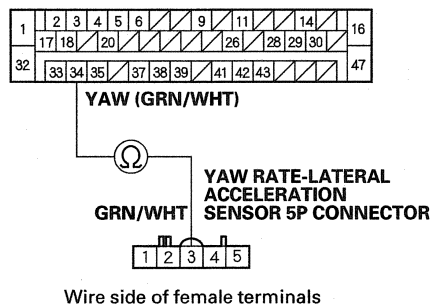 1 2 3 4 5 6 9 11 14 16
17 18 20 26 28 29 30
32 33 34 35 37 38 39 41 42 43 47
YAW (GRN/WHT)
Ω
YAW RATE-LATERAL
ACCELERATION
GRN/WHT SENSOR 5P CONNECTOR
1 2 3 4 5
Wire side of female terminals